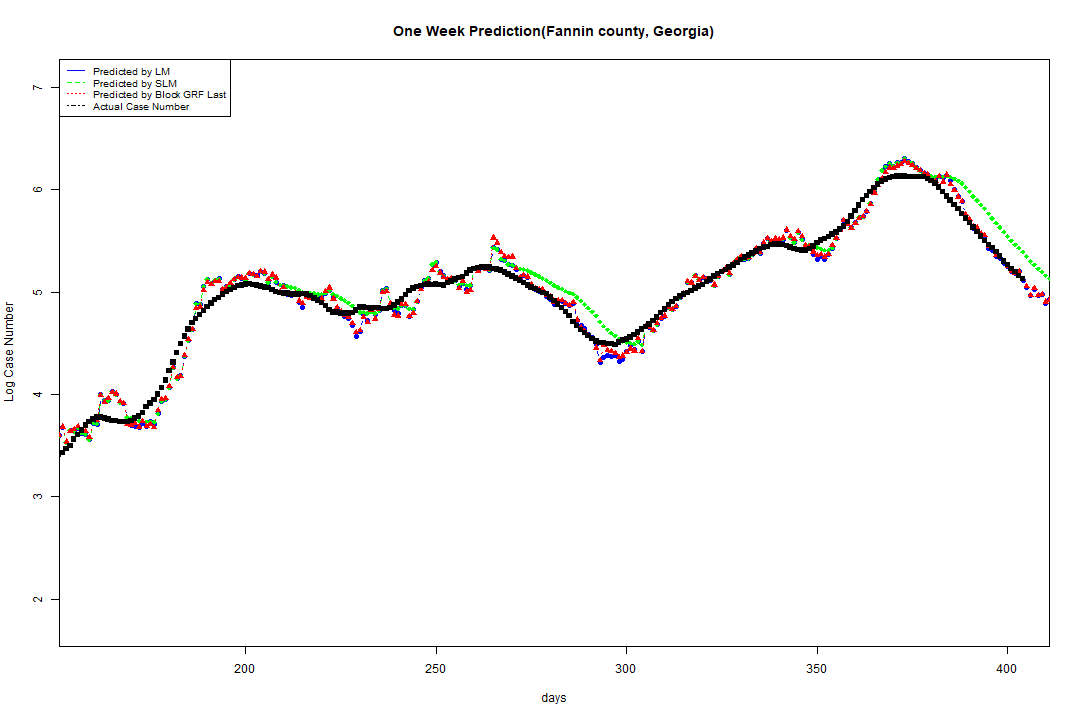 One Week Prediction(Fannin county, Georgia)
Predicted by LM
Predicted by SLM
Predicted by Block GRF Last
Actual Case Number
7
6
5
4
3
2
Log Case Number
200
250
300
350
400
days